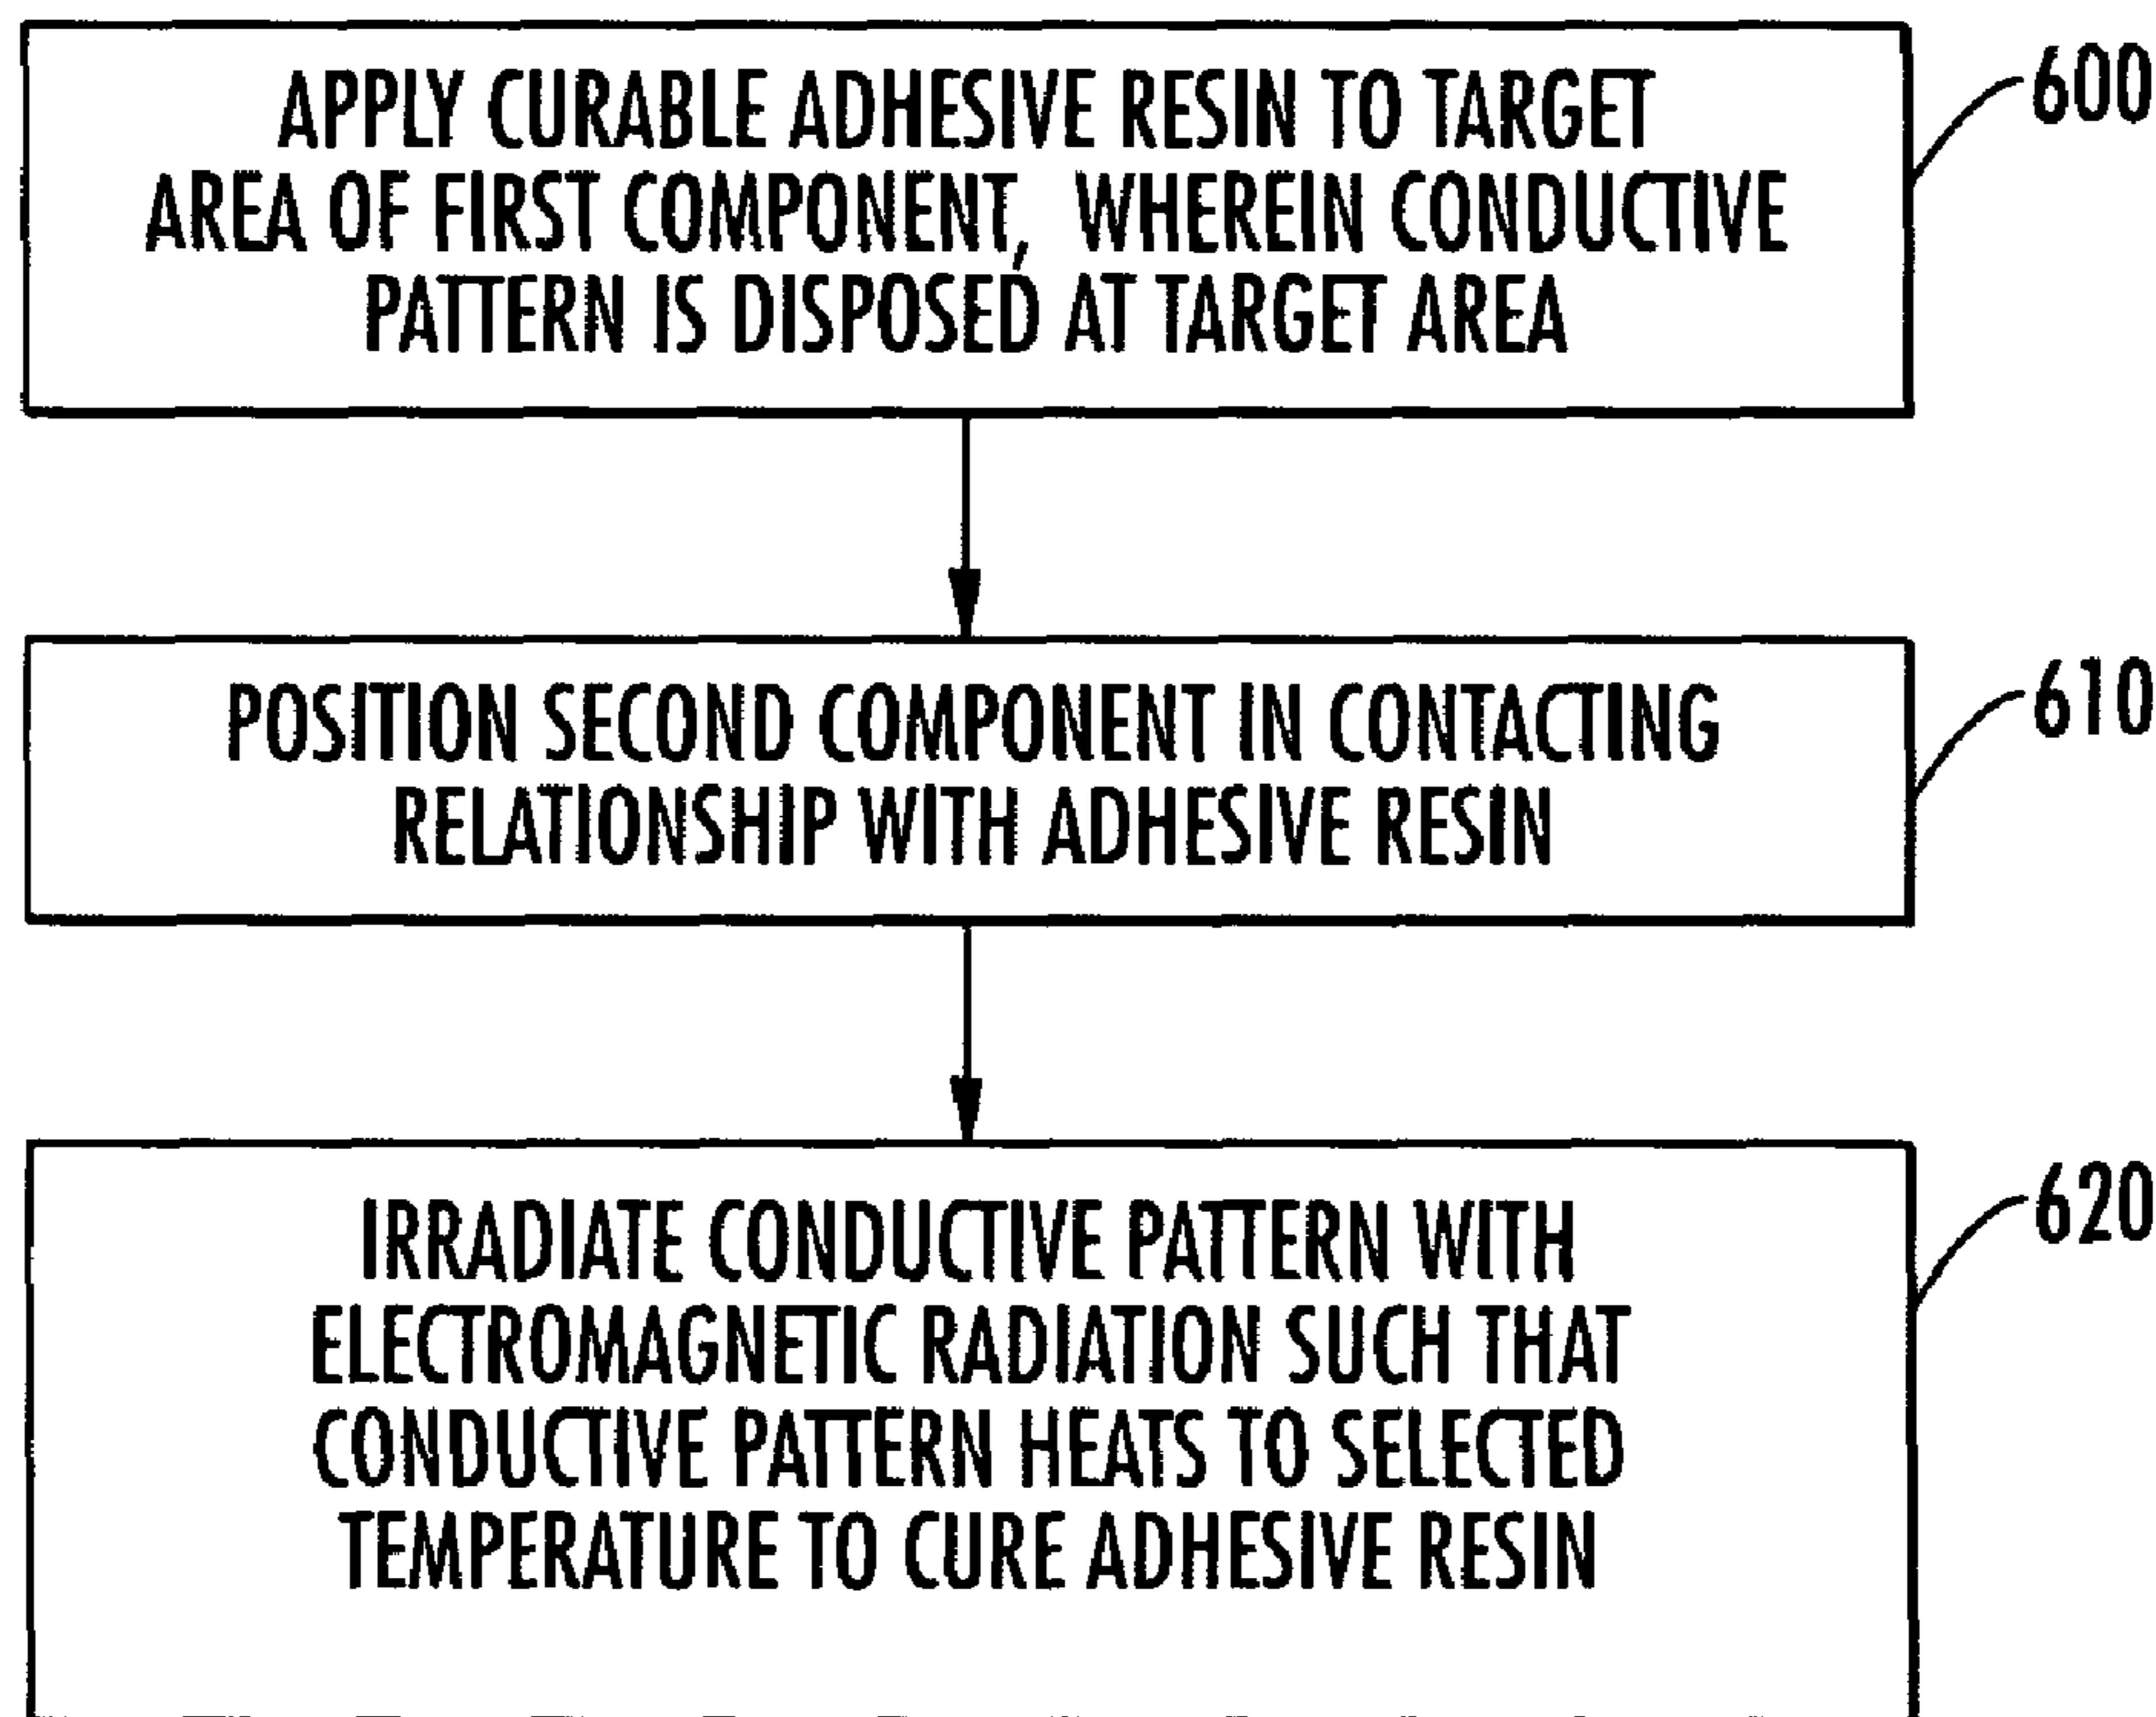 APPLY CURABLE ADHESIVE RESIN TO TARGET
AREA OF FIRST COMPONENT, WHEREIN CONDUCTIVE
PATTERN IS DISPOSED AT TARGET AREA
600
POSITION SECOND COMPONENT IN CONTACTING
RELATIONSHIP WITH ADHESIVE RESIN
610
IRRADIATE CONDUCTIVE PATTERN WITH
ELECTROMAGNETIC RADIATION SUCH THAT
CONDUCTIVE PATTERN HEATS TO SELECTED
TEMPERATURE TO CURE ADHESIVE RESIN
620